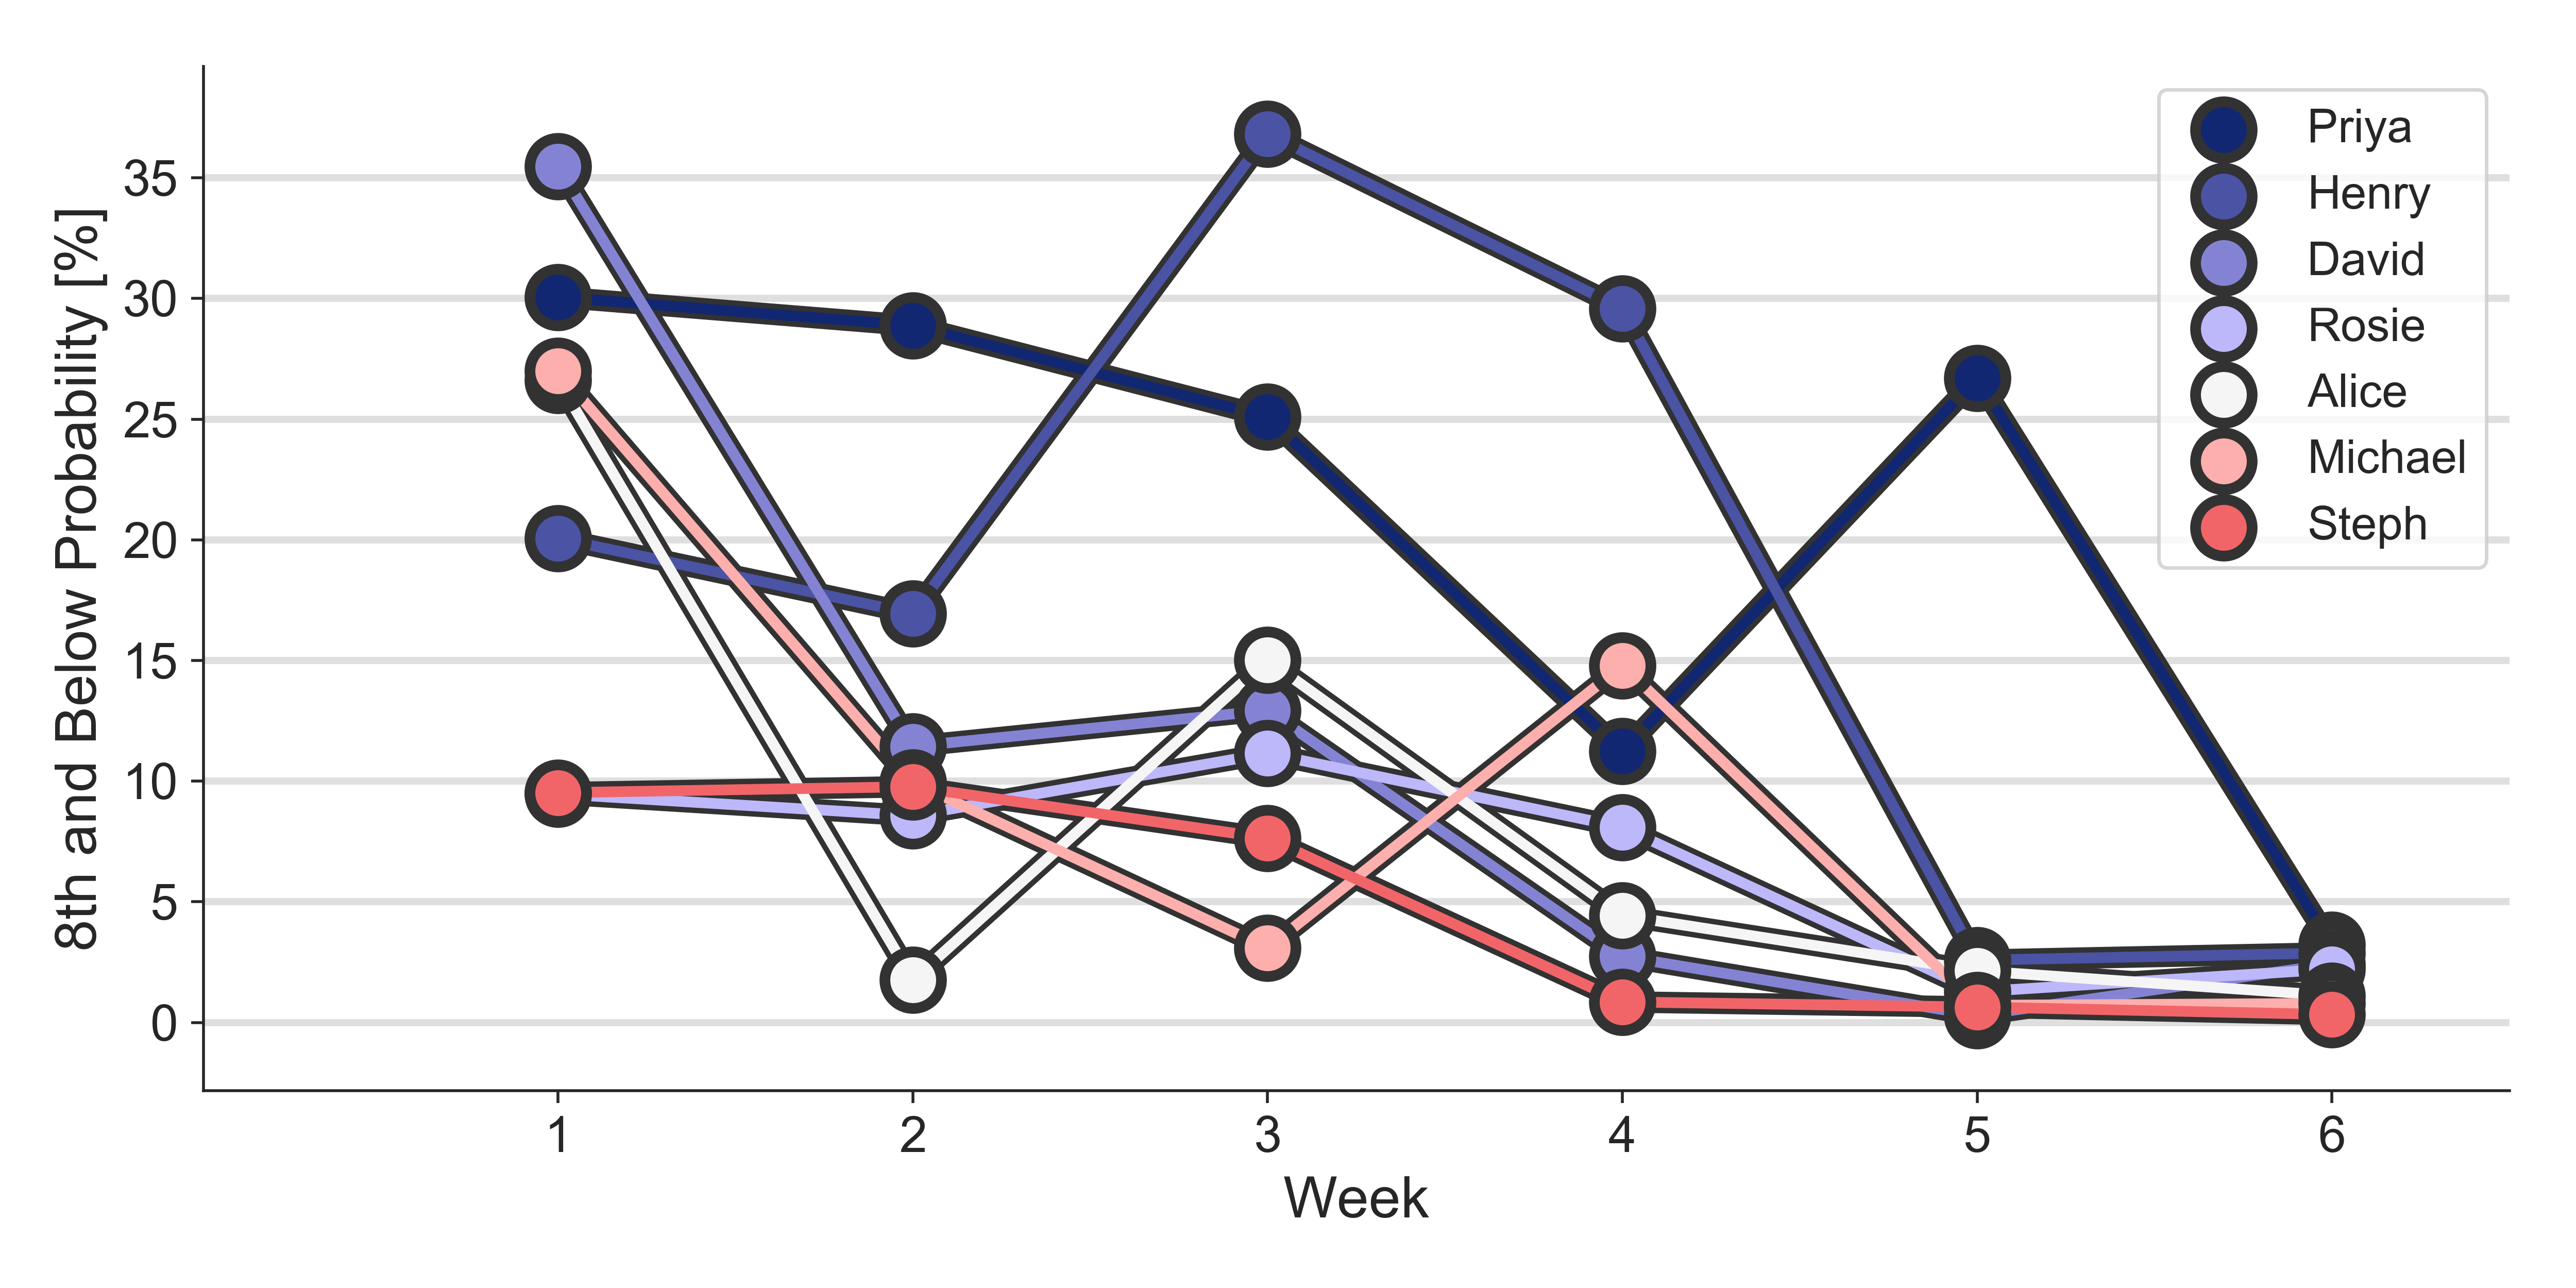 8th and Below Probability [%]
35
30
25
20
15
10
5
0
1 2 3 4 5 6
Week
Priya
Henry
David
Rosie
Alice
Michael
Steph